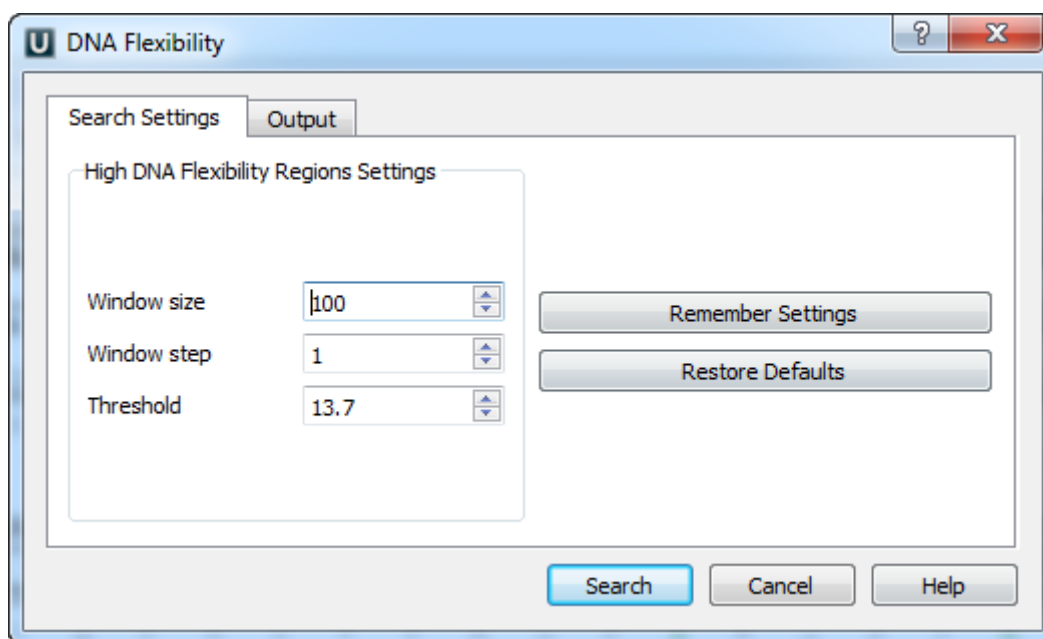 U DNA Flexibility
Search Settings Output
High DNA Flexibility Regions Settings
Window size 100
Window step 1
Threshold 13.7
Remember Settings
Restore Defaults
Search Cancel Help